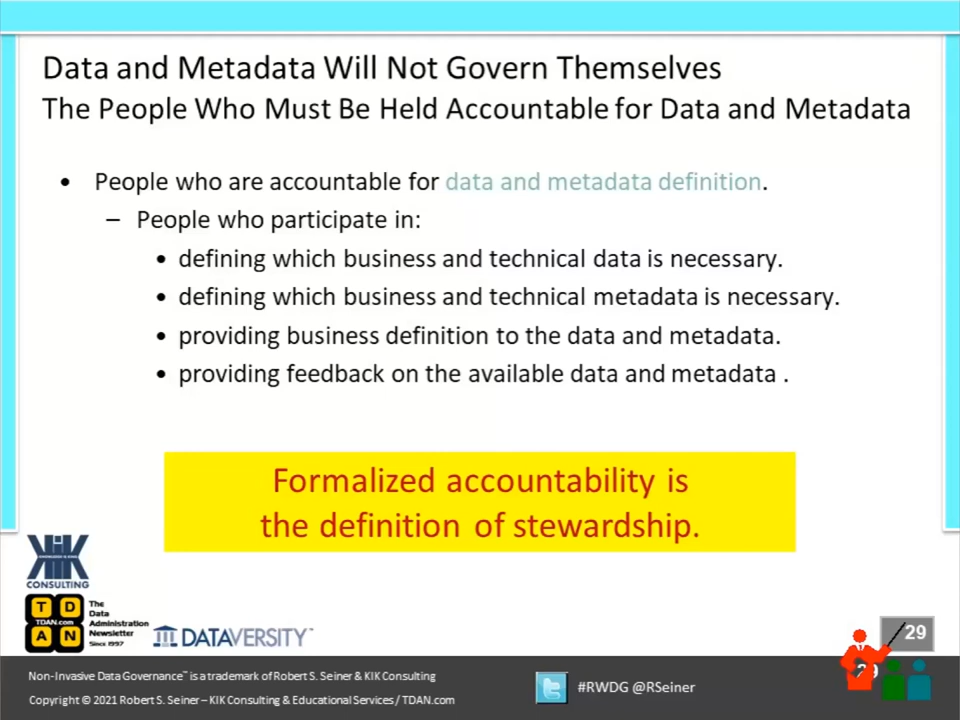 Data and Metadata Will Not Govern Themselves
The People Who Must Be Held Accountable for Data and Metadata
• People who are accountable for data and metadata definition.
– People who participate in:
• defining which business and technical data is necessary.
• defining which business and technical metadata is necessary.
• providing business definition to the data and metadata.
• providing feedback on the available data and metadata .
Formalized accountability is
the definition of stewardship.
KIK
CONSULTING
T D
TDAN.com
A N
The
Data
Administration
Newsletter
Since 1997
DATAVERSITY™
29
Non-Invasive Data Governance™ is a trademark of Robert S. Seiner & KIK Consulting
Copyright © 2021 Robert S. Seiner – KIK Consulting & Educational Services / TDAN.com
#RWDG @RSeiner